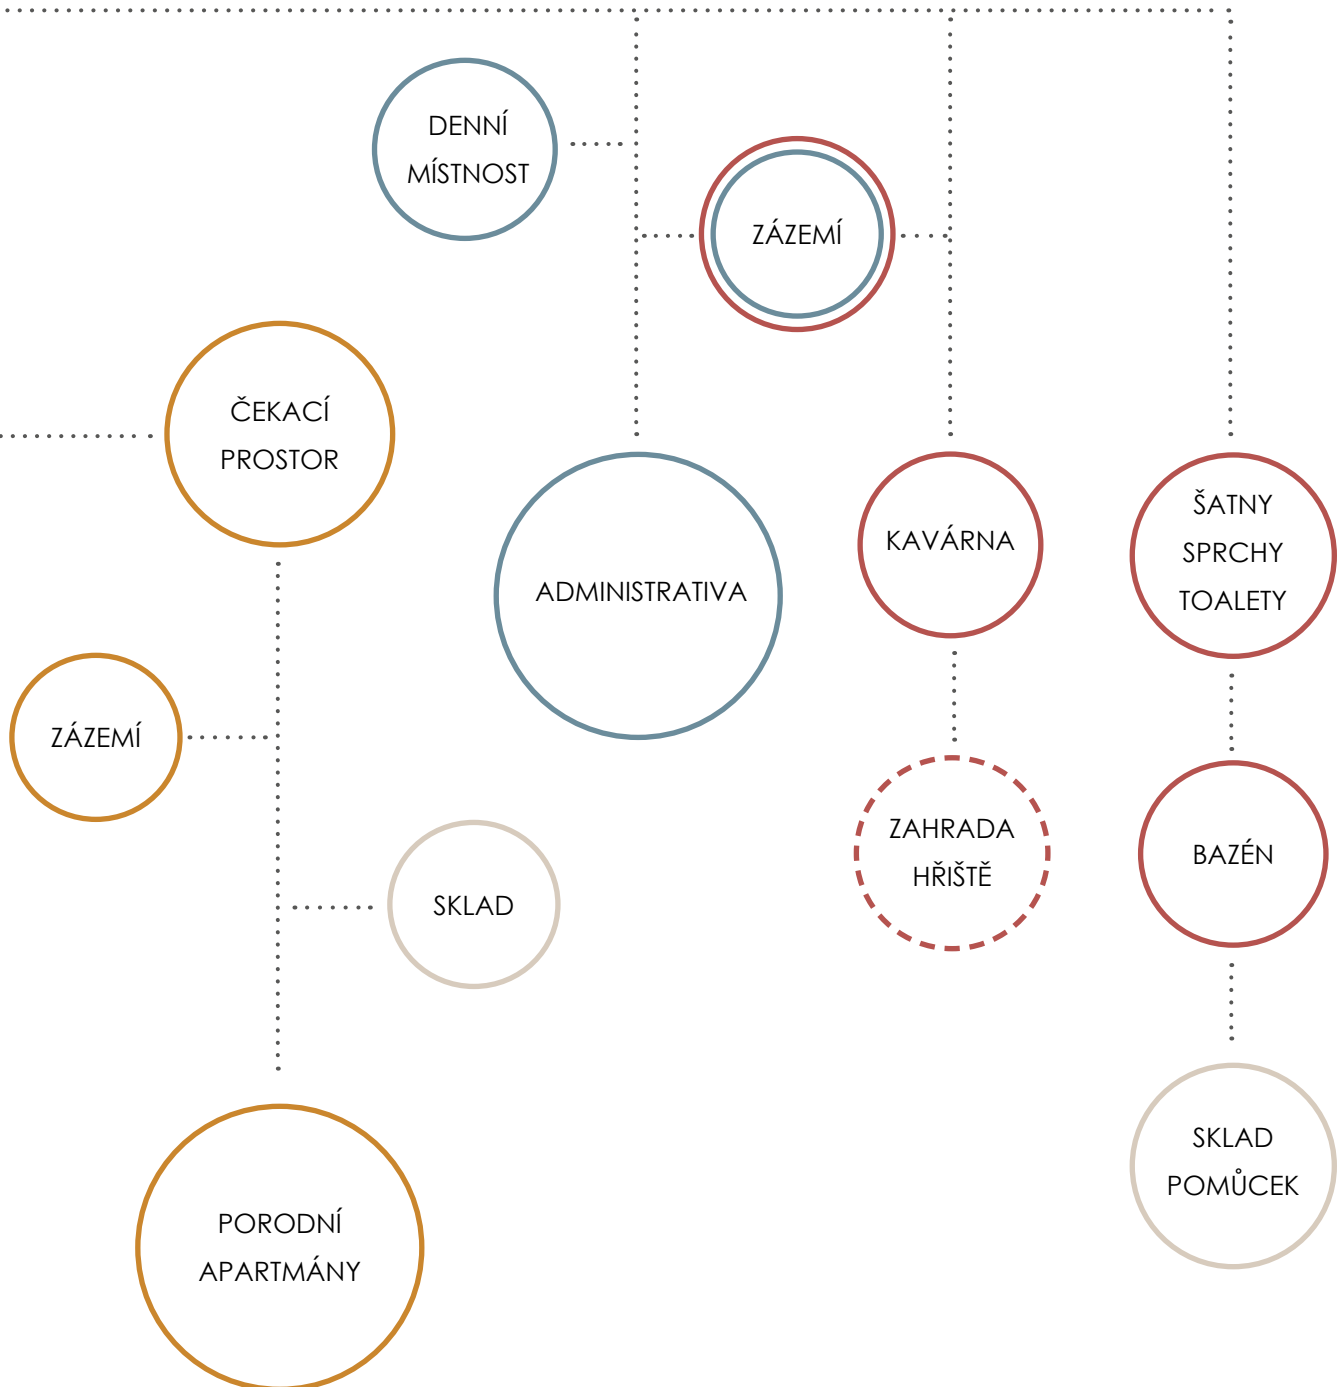 DENNÍ
MÍSTNOST
ZÁZEMÍ
ČEKACÍ
PROSTOR
ADMINISTRATIVA
KAVÁRNA
ŠATNY
SPRCHY
TOALETY
ZÁZEMÍ
SKLAD
ZAHRADA
HŘIŠTĚ
BAZÉN
PORODNÍ
APARTMÁNY
SKLAD
POMŮCEK